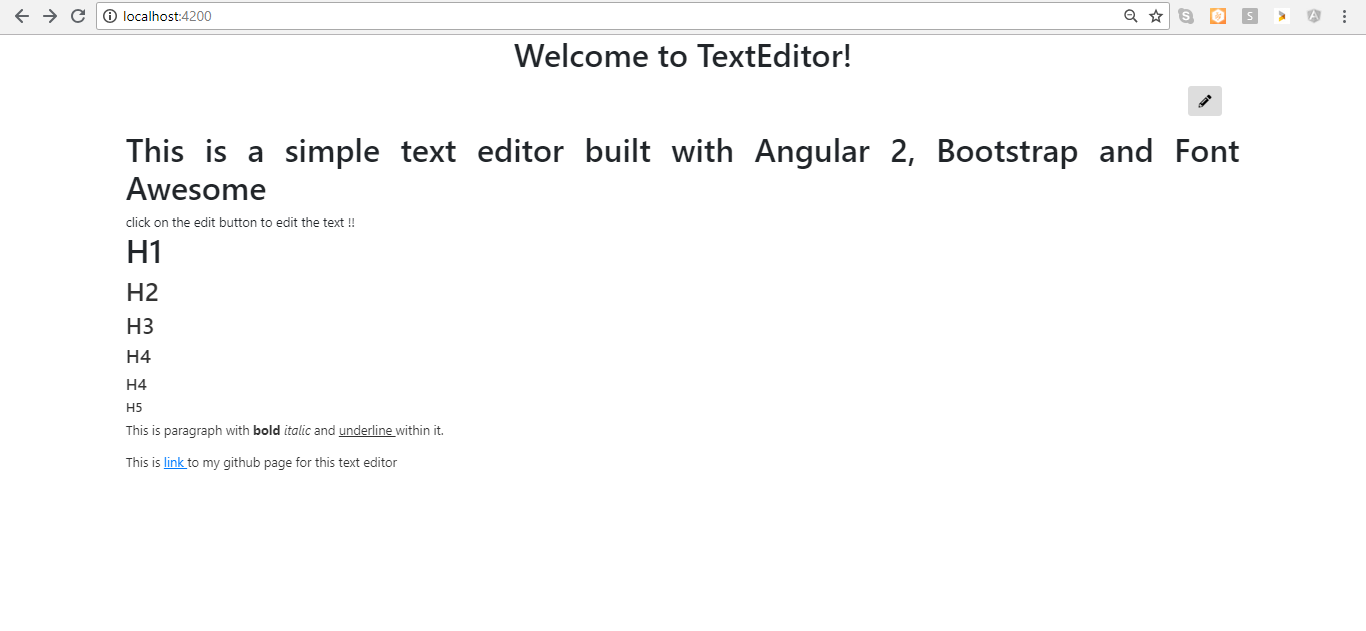 localhost:4200
S
Welcome to TextEditor!
This is a simple text editor built with Angular 2, Bootstrap and Font
Awesome
click on the edit button to edit the text !!
H1
H2
H3
H4
H4
H5
This is paragraph with bold italic and underline within it.
This is link to my github page for this text editor